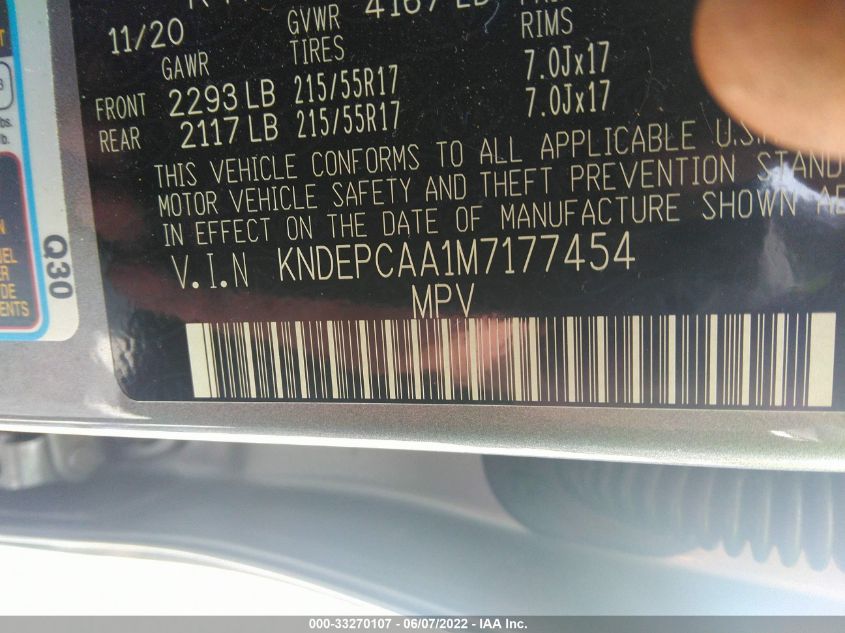 11/20 GVWR 4167 LB
GAWR TIRES RIMS
FRONT 2293 LB 215/55R17 7.0Jx17
REAR 2117 LB 215/55R17 7.0Jx17
THIS VEHICLE CONFORMS TO ALL APPLICABLE
MOTOR VEHICLE SAFETY AND THEFT PREVENTION
IN EFFECT ON THE DATE OF MANUFACTURE SHOWN
V.I.N KNDEPCAA1M7177454
MPV
Q30
000-33270107 - 06/07/2022 - IAA Inc.